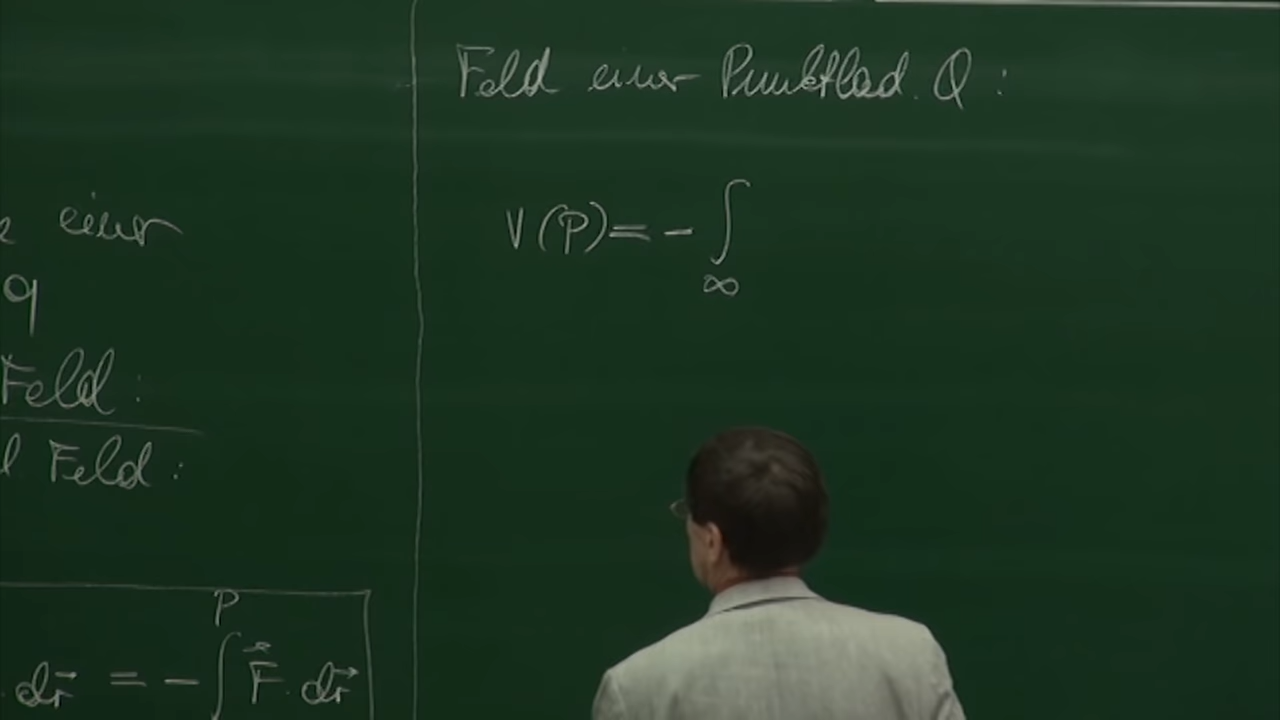 einer
q
Feld:
Feld:
P
dr⃗ = - ∫ F⃗ · dr⃗
Feld einer Punktlad. Q:
V(P) = - ∫
∞